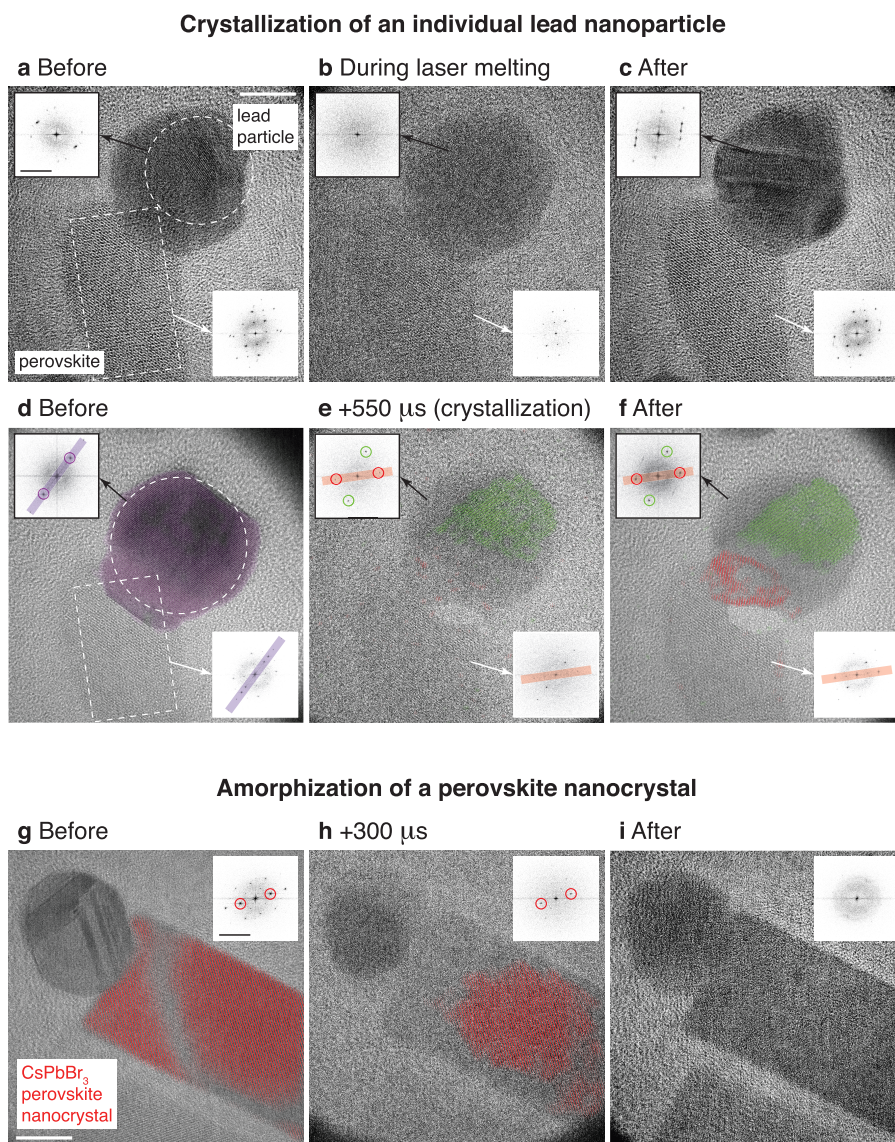 Crystallization of an individual lead nanoparticle
a Before
b During laser melting
c After
lead
particle
perovskite
d Before
e +550 μs (crystallization)
f After
Amorphization of a perovskite nanocrystal
g Before
h +300 μs
i After
CsPbBr₃
perovskite
nanocrystal